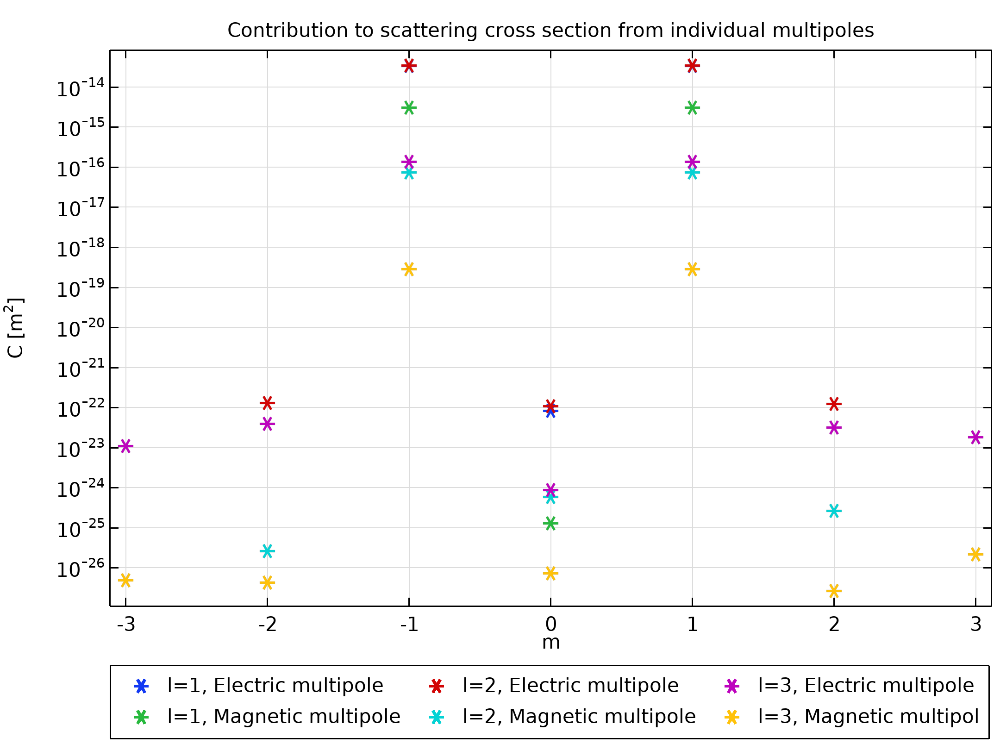 Contribution to scattering cross section from individual multipoles
C [m²]
10⁻¹⁴
10⁻¹⁵
10⁻¹⁶
10⁻¹⁷
10⁻¹⁸
10⁻¹⁹
10⁻²⁰
10⁻²¹
10⁻²²
10⁻²³
10⁻²⁴
10⁻²⁵
10⁻²⁶
-3 -2 -1 0 1 2 3
m
l=1, Electric multipole l=2, Electric multipole l=3, Electric multipole
l=1, Magnetic multipole l=2, Magnetic multipole l=3, Magnetic multipol